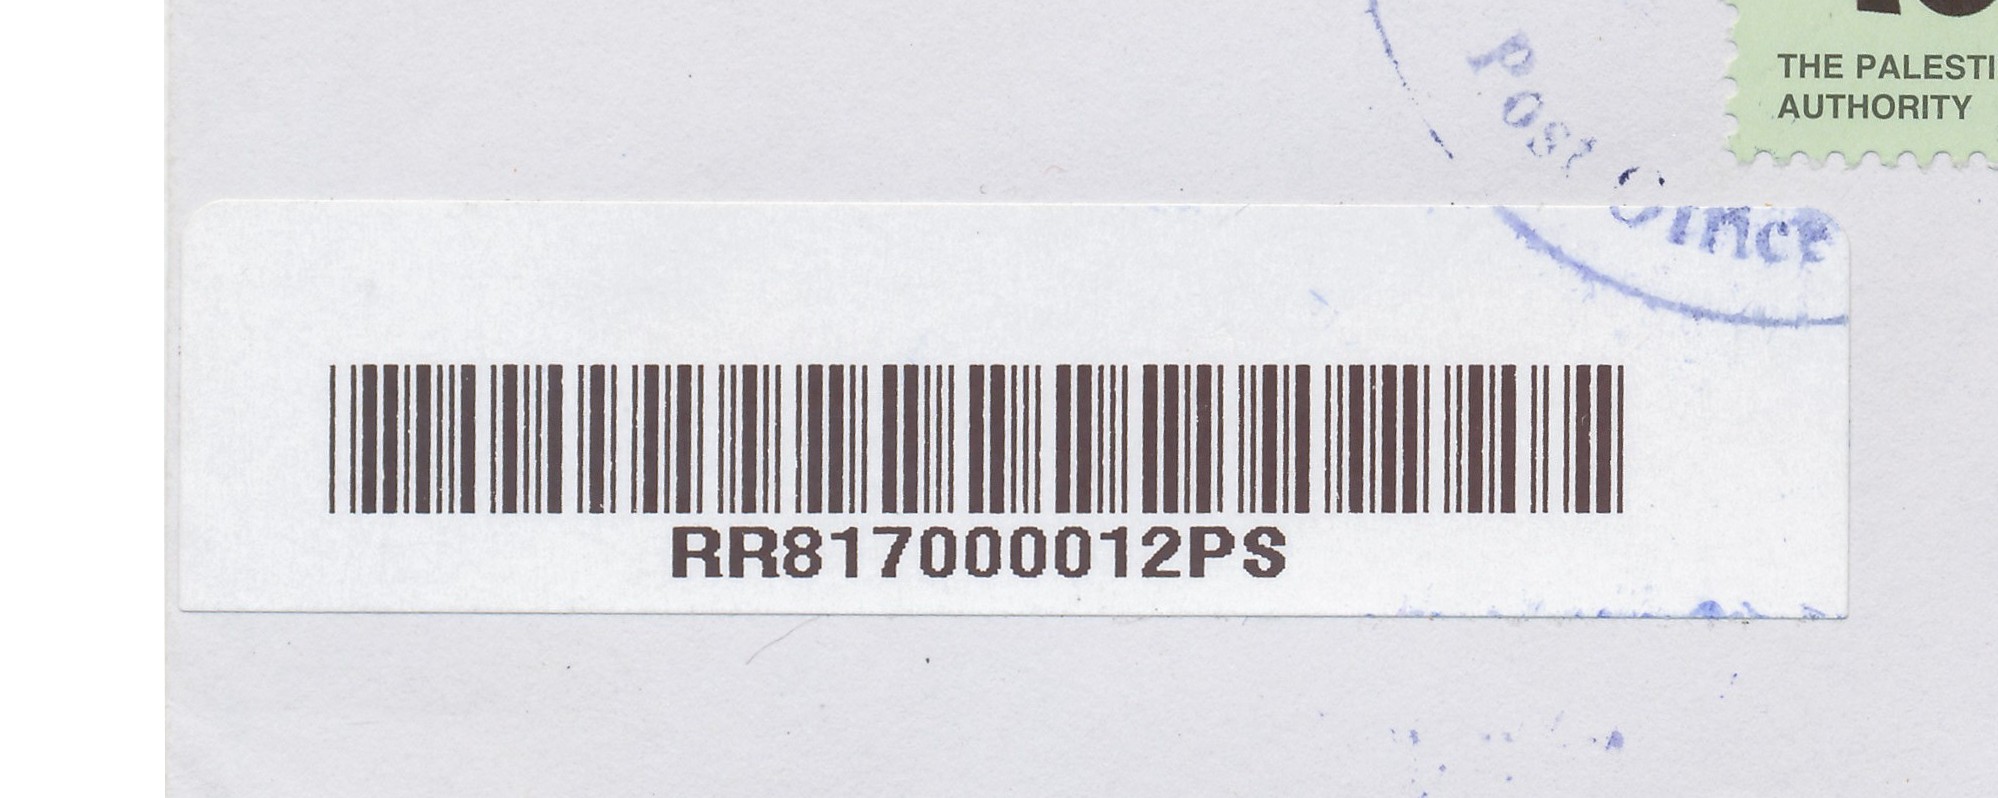 THE PALESTI
AUTHORITY
Post Office
RR817000012PS